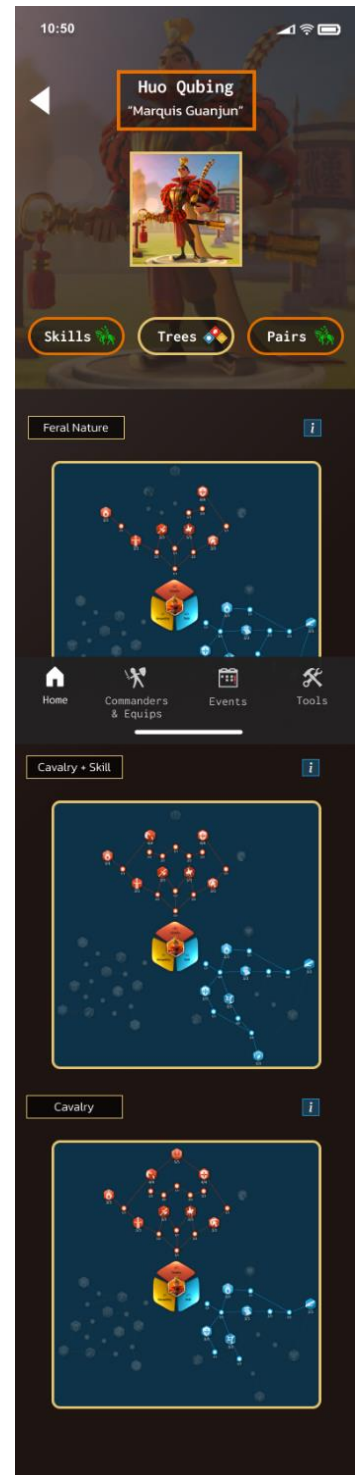 10:50
Huo Qubing
"Marquis Guanjun"
Skills
Trees
Pairs
Feral Nature
i
Home
Commanders
& Equips
Events
Tools
Cavalry + Skill
i
Cavalry
i